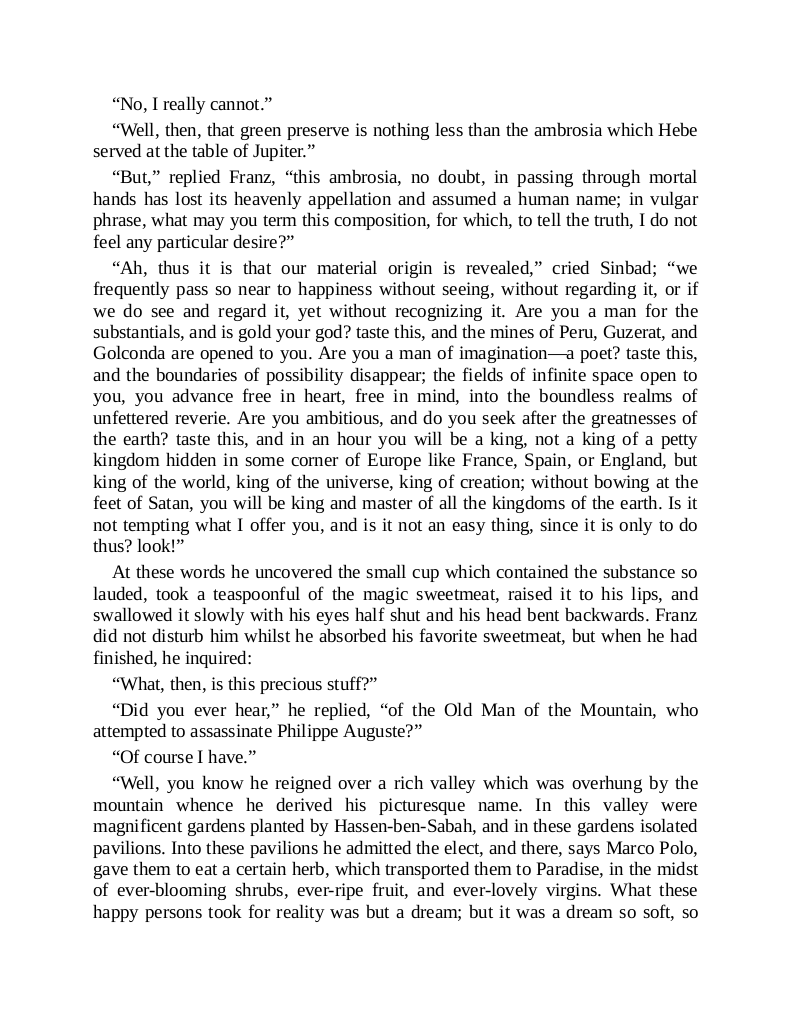 “No, I really cannot.”
“Well, then, that green preserve is nothing less than the ambrosia which Hebe
served at the table of Jupiter.”
“But,” replied Franz, “this ambrosia, no doubt, in passing through mortal
hands has lost its heavenly appellation and assumed a human name; in vulgar
phrase, what may you term this composition, for which, to tell the truth, I do not
feel any particular desire?”
“Ah, thus it is that our material origin is revealed,” cried Sinbad; “we
frequently pass so near to happiness without seeing, without regarding it, or if
we do see and regard it, yet without recognizing it. Are you a man for the
substantials, and is gold your god? taste this, and the mines of Peru, Guzerat, and
Golconda are opened to you. Are you a man of imagination—a poet? taste this,
and the boundaries of possibility disappear; the fields of infinite space open to
you, you advance free in heart, free in mind, into the boundless realms of
unfettered reverie. Are you ambitious, and do you seek after the greatnesses of
the earth? taste this, and in an hour you will be a king, not a king of a petty
kingdom hidden in some corner of Europe like France, Spain, or England, but
king of the world, king of the universe, king of creation; without bowing at the
feet of Satan, you will be king and master of all the kingdoms of the earth. Is it
not tempting what I offer you, and is it not an easy thing, since it is only to do
thus? look!”
At these words he uncovered the small cup which contained the substance so
lauded, took a teaspoonful of the magic sweetmeat, raised it to his lips, and
swallowed it slowly with his eyes half shut and his head bent backwards. Franz
did not disturb him whilst he absorbed his favorite sweetmeat, but when he had
finished, he inquired:
“What, then, is this precious stuff?”
“Did you ever hear,” he replied, “of the Old Man of the Mountain, who
attempted to assassinate Philippe Auguste?”
“Of course I have.”
“Well, you know he reigned over a rich valley which was overhung by the
mountain whence he derived his picturesque name. In this valley were
magnificent gardens planted by Hassen-ben-Sabah, and in these gardens isolated
pavilions. Into these pavilions he admitted the elect, and there, says Marco Polo,
gave them to eat a certain herb, which transported them to Paradise, in the midst
of ever-blooming shrubs, ever-ripe fruit, and ever-lovely virgins. What these
happy persons took for reality was but a dream; but it was a dream so soft, so